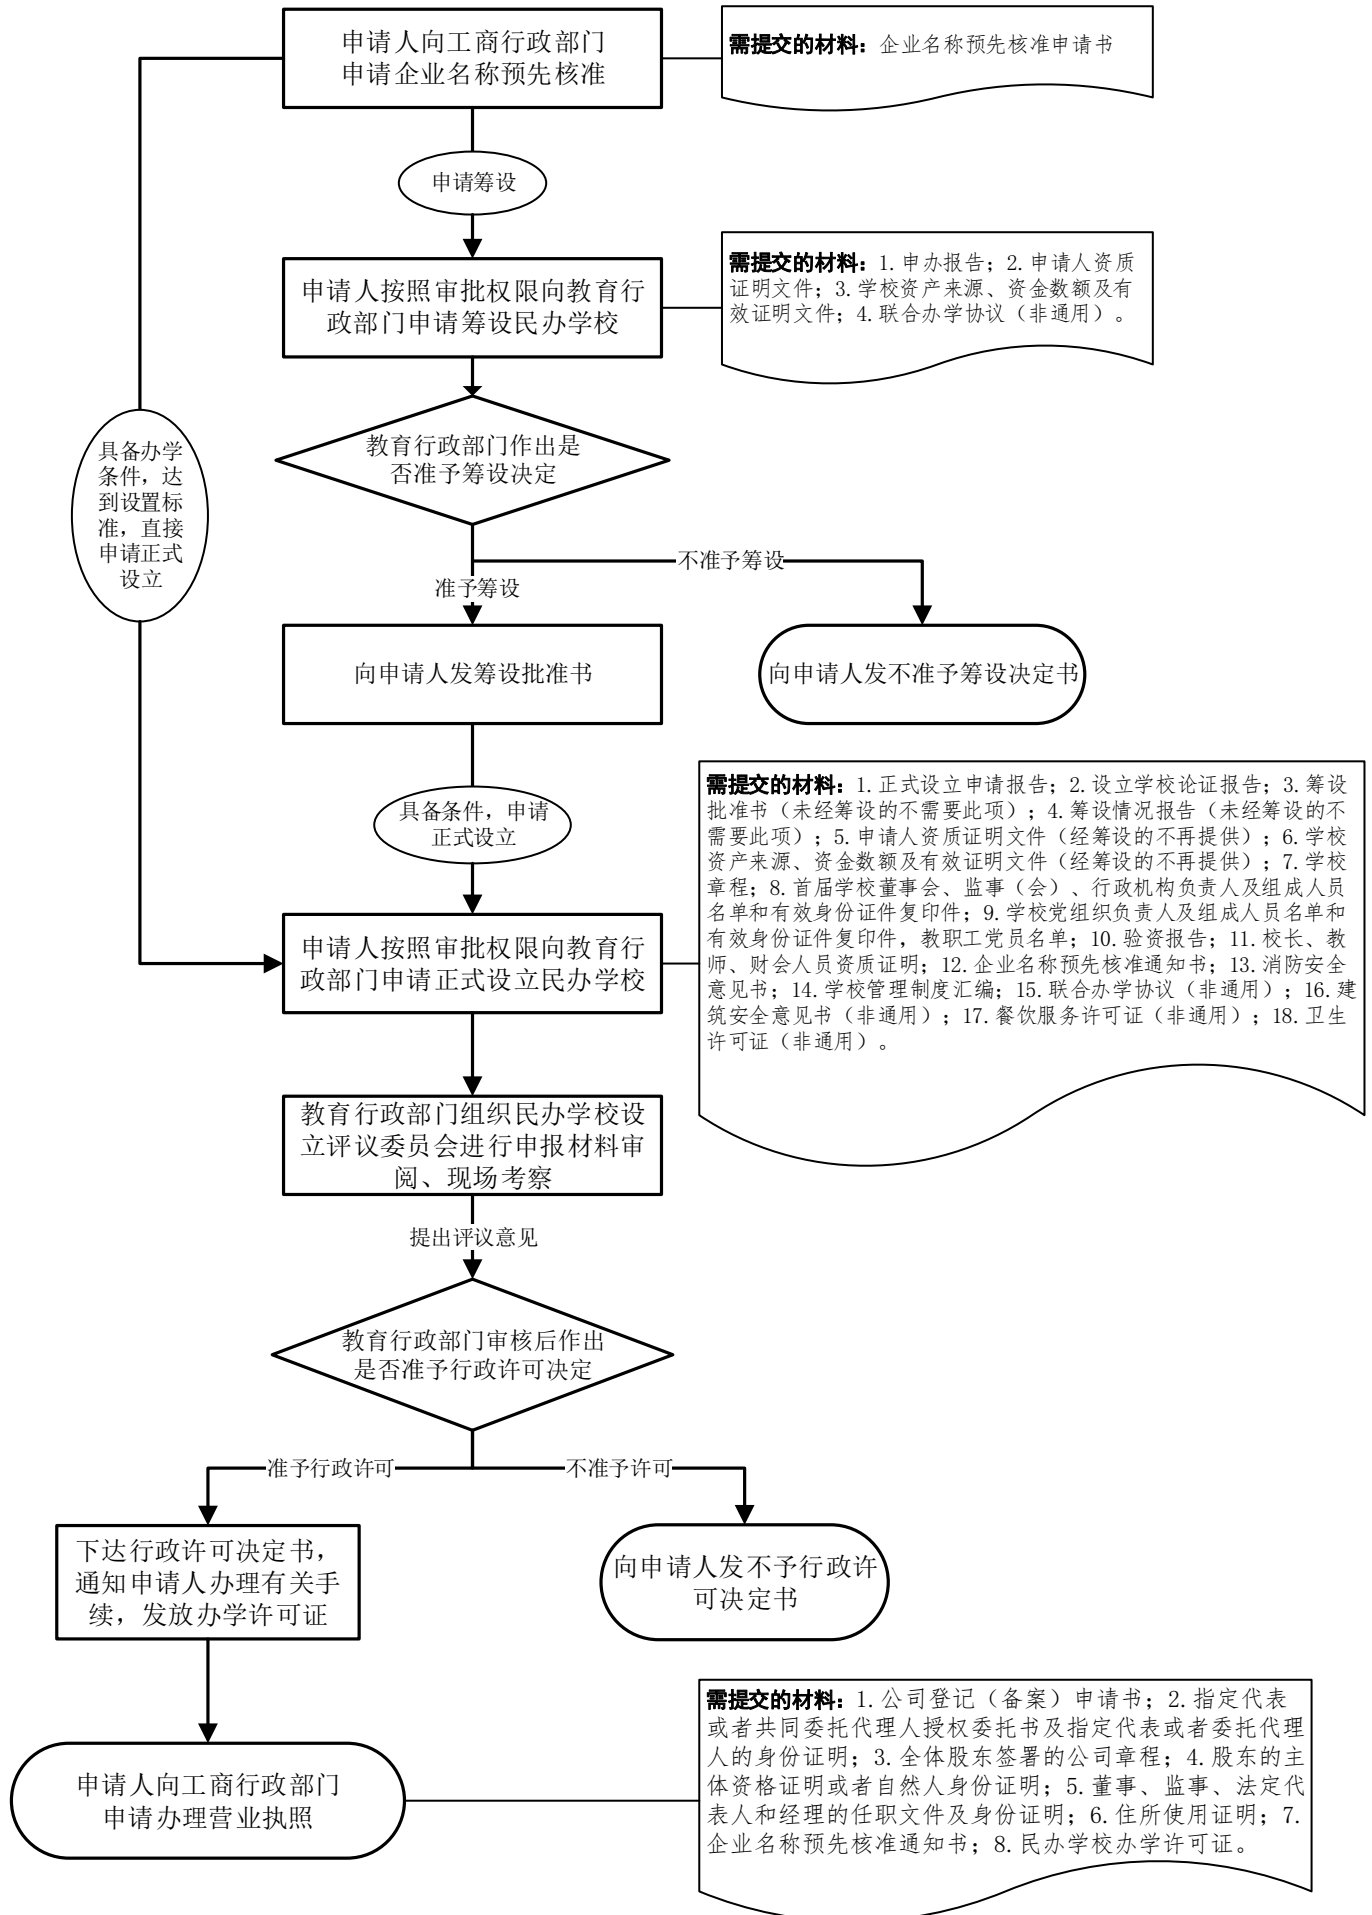 申请人向工商行政部门
申请企业名称预先核准
需提交的材料：企业名称预先核准申请书
申请筹设
申请人按照审批权限向教育行
政部门申请筹设民办学校
需提交的材料：1.申办报告；2.申请人资质
证明文件；3.学校资产来源、资金数额及有
效证明文件；4.联合办学协议（非通用）。
教育行政部门作出是
否准予筹设决定
具备办学
条件，达
到设置标
准，直接
申请正式
设立
不准予筹设
准予筹设
向申请人发筹设批准书
向申请人发不准予筹设决定书
具备条件，申请
正式设立
需提交的材料：1.正式设立申请报告；2.设立学校论证报告；3.筹设
批准书（未经筹设的不需要此项）；4.筹设情况报告（未经筹设的不
需要此项）；5.申请人资质证明文件（经筹设的不再提供）；6.学校
资产来源、资金数额及有效证明文件（经筹设的不再提供）；7.学校
章程；8.首届学校董事会、监事（会）、行政机构负责人及组成人员
名单和有效身份证件复印件；9.学校党组织负责人及组成人员名单和
有效身份证件复印件，教职工党员名单；10.验资报告；11.校长、教
师、财会人员资质证明；12.企业名称预先核准通知书；13.消防安全
意见书；14.学校管理制度汇编；15.联合办学协议（非通用）；16.建
筑安全意见书（非通用）；17.餐饮服务许可证（非通用）；18.卫生
许可证（非通用）。
申请人按照审批权限向教育行
政部门申请正式设立民办学校
教育行政部门组织民办学校设
立评议委员会进行申报材料审
阅、现场考察
提出评议意见
教育行政部门审核后作出
是否准予行政许可决定
准予行政许可
不准予许可
下达行政许可决定书，
通知申请人办理有关手
续，发放办学许可证
向申请人发不予行政许
可决定书
申请人向工商行政部门
申请办理营业执照
需提交的材料：1.公司登记（备案）申请书；2.指定代表
或者共同委托代理人授权委托书及指定代表或者委托代理
人的身份证明；3.全体股东签署的公司章程；4.股东的主
体资格证明或者自然人身份证明；5.董事、监事、法定代
表人和经理的任职文件及身份证明；6.住所使用证明；7.
企业名称预先核准通知书；8.民办学校办学许可证。